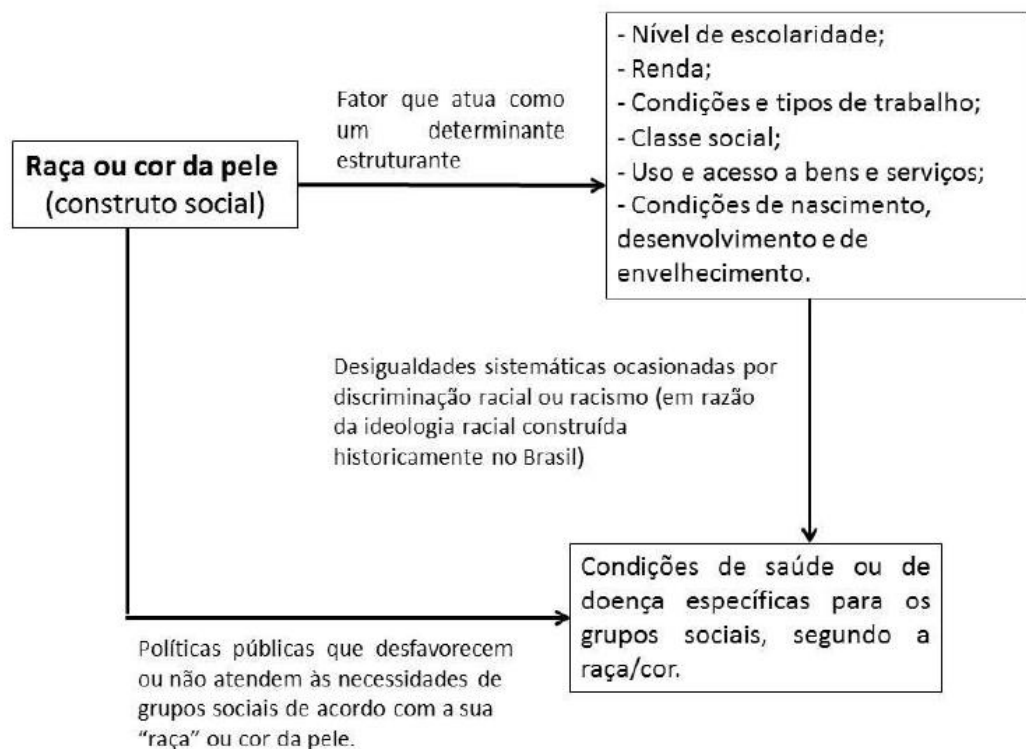 Raça ou cor da pele
(construto social)
Fator que atua como
um determinante
estruturante
- Nível de escolaridade;
- Renda;
- Condições e tipos de trabalho;
- Classe social;
- Uso e acesso a bens e serviços;
- Condições de nascimento,
desenvolvimento e de
envelhecimento.
Desigualdades sistemáticas ocasionadas por
discriminação racial ou racismo (em razão
da ideologia racial construída
historicamente no Brasil)
Condições de saúde ou de
doença específicas para os
grupos sociais, segundo a
raça/cor.
Políticas públicas que desfavorecem
ou não atendem às necessidades de
grupos sociais de acordo com a sua
“raça” ou cor da pele.